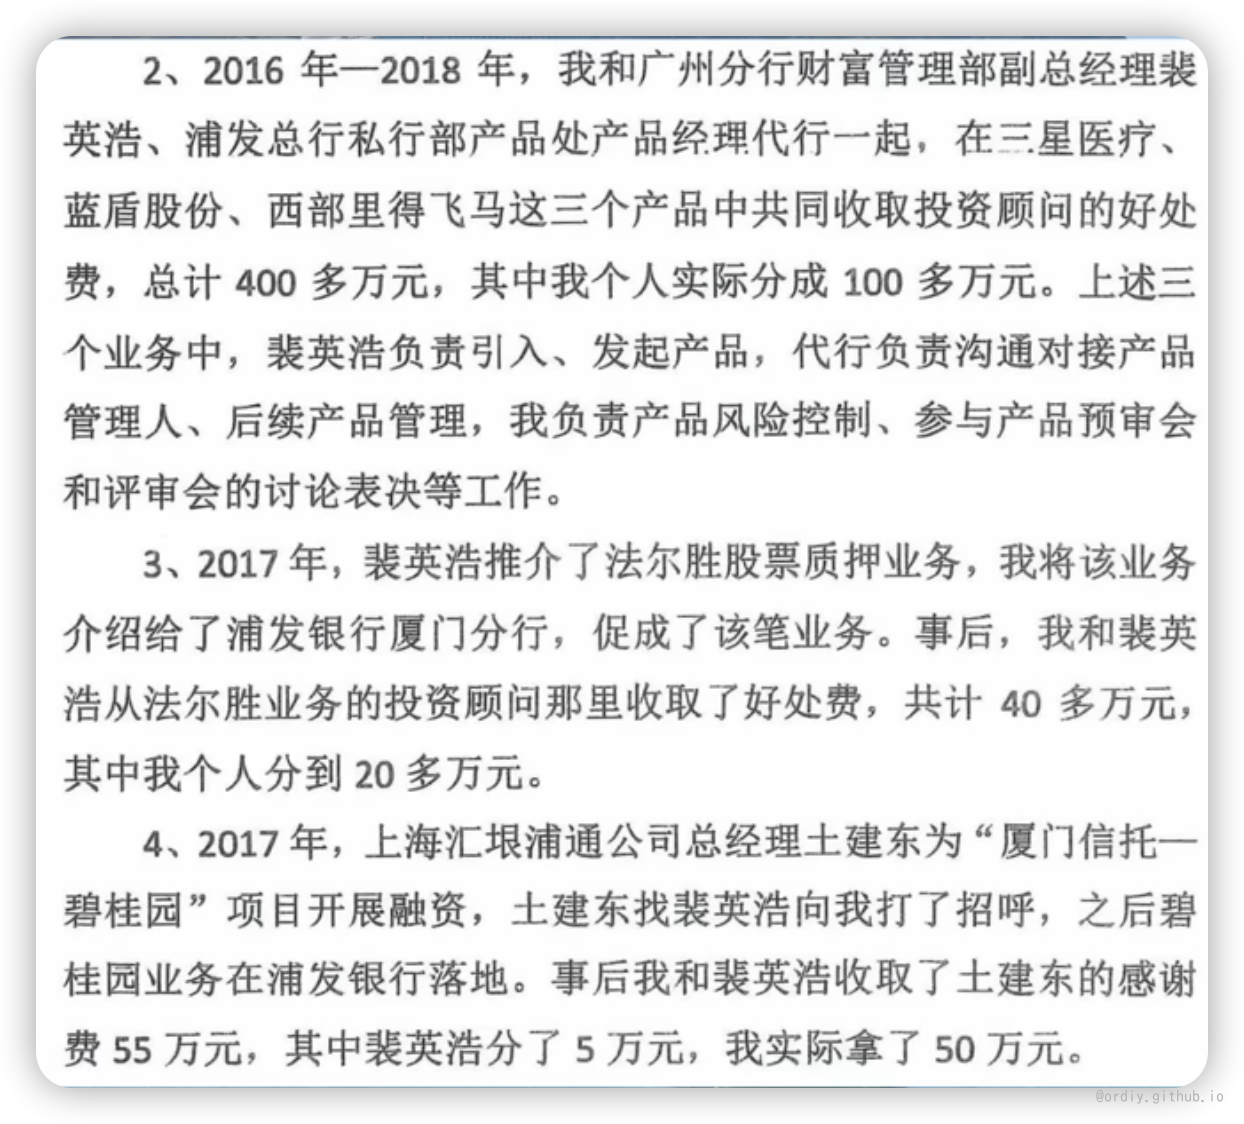 2、2016 年—2018 年，我和广州分行财富管理部副总经理裴
英浩、浦发总行私行部产品处产品经理代行一起，在三星医疗、
蓝盾股份、西部里得飞马这三个产品中共同收取投资顾问的好处
费，总计 400 多万元，其中我个人实际分成 100 多万元。上述三
个业务中，裴英浩负责引入、发起产品，代行负责沟通对接产品
管理人、后续产品管理，我负责产品风险控制、参与产品预审会
和评审会的讨论表决等工作。
3、2017 年，裴英浩推介了法尔胜股票质押业务，我将该业务
介绍给了浦发银行厦门分行，促成了该笔业务。事后，我和裴英
浩从法尔胜业务的投资顾问那里收取了好处费，共计 40 多万元，
其中我个人分到 20 多万元。
4、2017 年，上海汇垠浦通公司总经理土建东为“厦门信托—
碧桂园”项目开展融资，土建东找裴英浩向我打了招呼，之后碧
桂园业务在浦发银行落地。事后我和裴英浩收取了土建东的感谢
费 55 万元，其中裴英浩分了 5 万元，我实际拿了 50 万元。
@ordiy.github.io